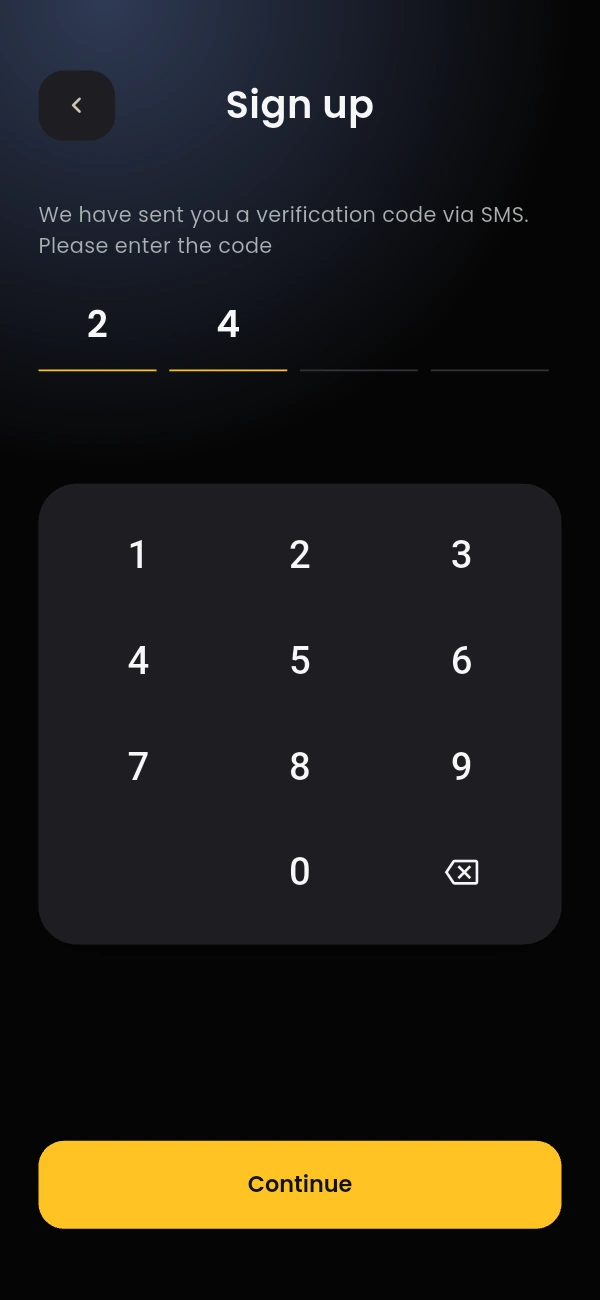 Sign up
We have sent you a verification code via SMS.
Please enter the code
2 4
1 2 3
4 5 6
7 8 9
0
Continue